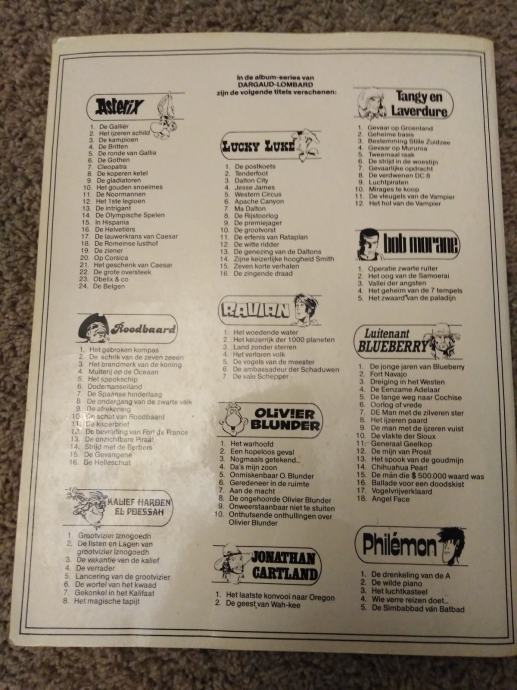 In de album-series van
DARGAUD-LOMBARD
zijn de volgende titels verschenen:
Asterix
1. De Galliër
2. Het ijzeren schild
3. De kampioen
4. De Britten
5. De ronde van Gallia
6. De Gothen
7. Cleopatra
8. De koperen ketel
9. De gladiatoren
10. Het gouden snoeimes
11. De Noormannen
12. Het 1ste legioen
13. De intrigant
14. De Olympische Spelen
15. In Hispania
16. De Helvetiërs
17. De lauwerkrans van Caesar
18. De Romeinse lusthof
19. De ziener
20. Op Corsica
21. Het geschenk van Caesar
22. De grote oversteek
23. Obelix & co
24. De Belgen
Roodbaard
1. Het gebroken kompas
2. De schrik van de zeven zeeën
3. Het brandmerk van de koning
4. Muiterij op de Oceaan
5. Het spookschip
6. Dodemanseiland
7. De Spaanse hinderlaag
8. De ondergang van de zwarte valk
9. De afrekening
10. De schat van Roodbaard
11. De kaperbrief
12. De bevrijding van Fort de France
13. De onzichtbare Piraat
14. Strijd met de Berbers
15. De Gevangene
16. De Helleschuit
KALIEF HAROEN
EL POESSAH
1. Grootvizier Iznogoedh
2. De listen en Lagen van
grootvizier Iznogoedh
3. De vakantie van de kalief
4. De verrader
5. Lancering van de grootvizier
6. De wortel van het kwaad
7. Gekonkel in het Kalifaat
8. Het magische tapijt
LUCKY LUKE
1. De postkoets
2. Tenderfoot
3. Dalton City
4. Jesse James
5. Western Circus
6. Apache Canyon
7. Ma Dalton
8. De Rijstoorlog
9. De premiejager
10. De grootvorst
11. De erfenis van Rataplan
12. De witte ridder
13. De genezing van de Daltons
14. Zijne keizerlijke hoogheid Smith
15. Zeven korte verhalen
16. De zingende draad
RAVIAN
1. Het woedende water
2. Het keizerrijk der 1000 planeten
3. Land zonder sterren
4. Het verloren volk
5. De vogels van de meester
6. De ambassadeur der Schaduwen
7. De valse Schepper
OLIVIER
BLUNDER
1. Het warhoofd
2. Een hopeloos geval
3. Nogmaals getekend...
4. Da's mijn zoon
5. Onmiskenbaar O. Blunder
6. Geredeneer in de ruimte
7. Aan de macht
8. De ongehoorde Olivier Blunder
9. Onweerstaanbaar niet te stuiten
10. Onthutsende onthullingen over
Olivier Blunder
JONATHAN
CARTLAND
1. Het laatste konvooi naar Oregon
2. De geest van Wah-kee
Tangy en
Laverdure
1. Gevaar op Groenland
2. Geheime basis
3. Bestemming Stille Zuidzee
4. Gevaar op Mururoa
5. Tweemaal raak
6. De strijd in de woestijn
7. Gevaarlijke opdracht
8. De verdwenen DC 8
9. Luchtpiraten
10. Mirages te koop
11. De vleugels van de Vampier
12. Het hol van de Vampier
bob morane
1. Operatie zwarte ruiter
2. Het oog van de Samoerai
3. Vallei der angsten
4. Het geheim van de 7 tempels
5. Het zwaard van de paladijn
Luitenant
BLUEBERRY
1. De jonge jaren van Blueberry
2. Fort Navajo
3. Dreiging in het Westen
4. De Eenzame Adelaar
5. De lange weg naar Cochise
6. Oorlog of vrede
7. DE Man met de zilveren ster
8. Het ijzeren paard
9. De man met de ijzeren vuist
10. De vlakte der Sioux
11. Generaal Geelkop
12. De mijn van Prosit
13. Het spook van de goudmijn
14. Chihuahua Pearl
15. De man die $ 500.000 waard was
16. Ballade voor een doodskist
17. Vogelvrijverklaard
18. Angel Face
Philémon
1. De drenkeling van de A
2. De wilde piano
3. Het luchtkasteel
4. Wie verre reizen doet...
5. De Simbabbad van Batbad